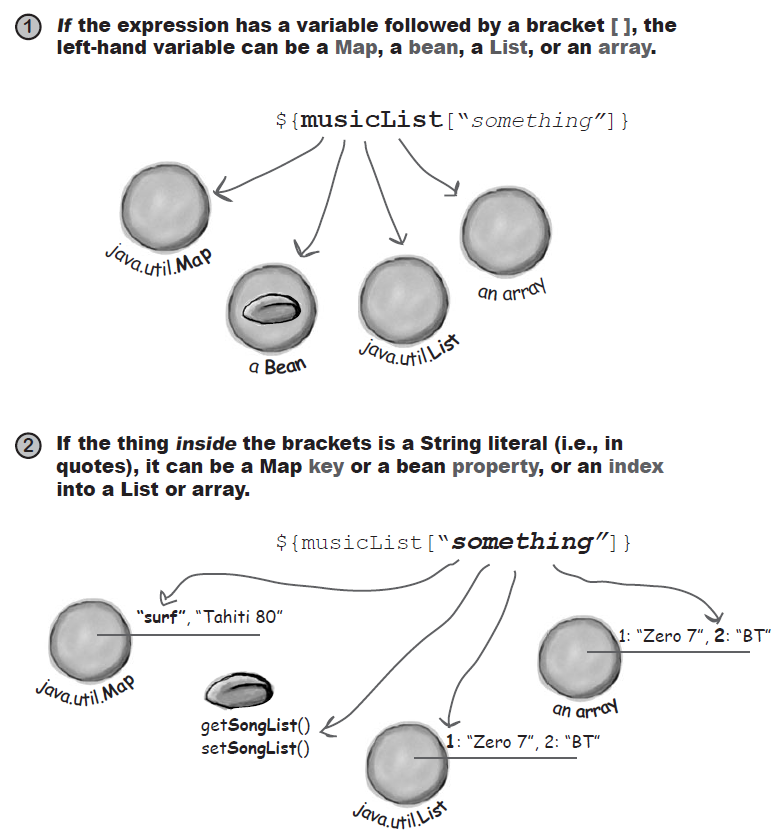 1 If the expression has a variable followed by a bracket [ ], the
left-hand variable can be a Map, a bean, a List, or an array.
${musicList[“something”]}
java.util.Map
a Bean
java.util.List
an array
2 If the thing inside the brackets is a String literal (i.e., in
quotes), it can be a Map key or a bean property, or an index
into a List or array.
${musicList[“something”]}
“surf”, “Tahiti 80”
java.util.Map
getSongList()
setSongList()
1: “Zero 7”, 2: “BT”
java.util.List
1: “Zero 7”, 2: “BT”
an array